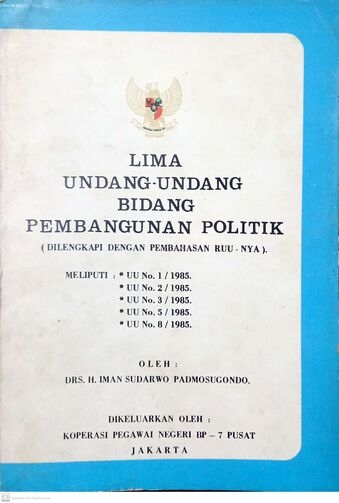 LIMA
UNDANG-UNDANG
BIDANG
PEMBANGUNAN POLITIK
( DILENGKAPI DENGAN PEMBAHASAN RUU - NYA ).
MELIPUTI : * UU No. 1 / 1985.
* UU No. 2 / 1985.
* UU No. 3 / 1985.
* UU No. 5 / 1985.
* UU No. 8 / 1985.
OLEH :
DRS. H. IMAN SUDARWO PADMOSUGONDO.
DIKELUARKAN OLEH :
KOPERASI PEGAWAI NEGERI BP – 7 PUSAT
JAKARTA